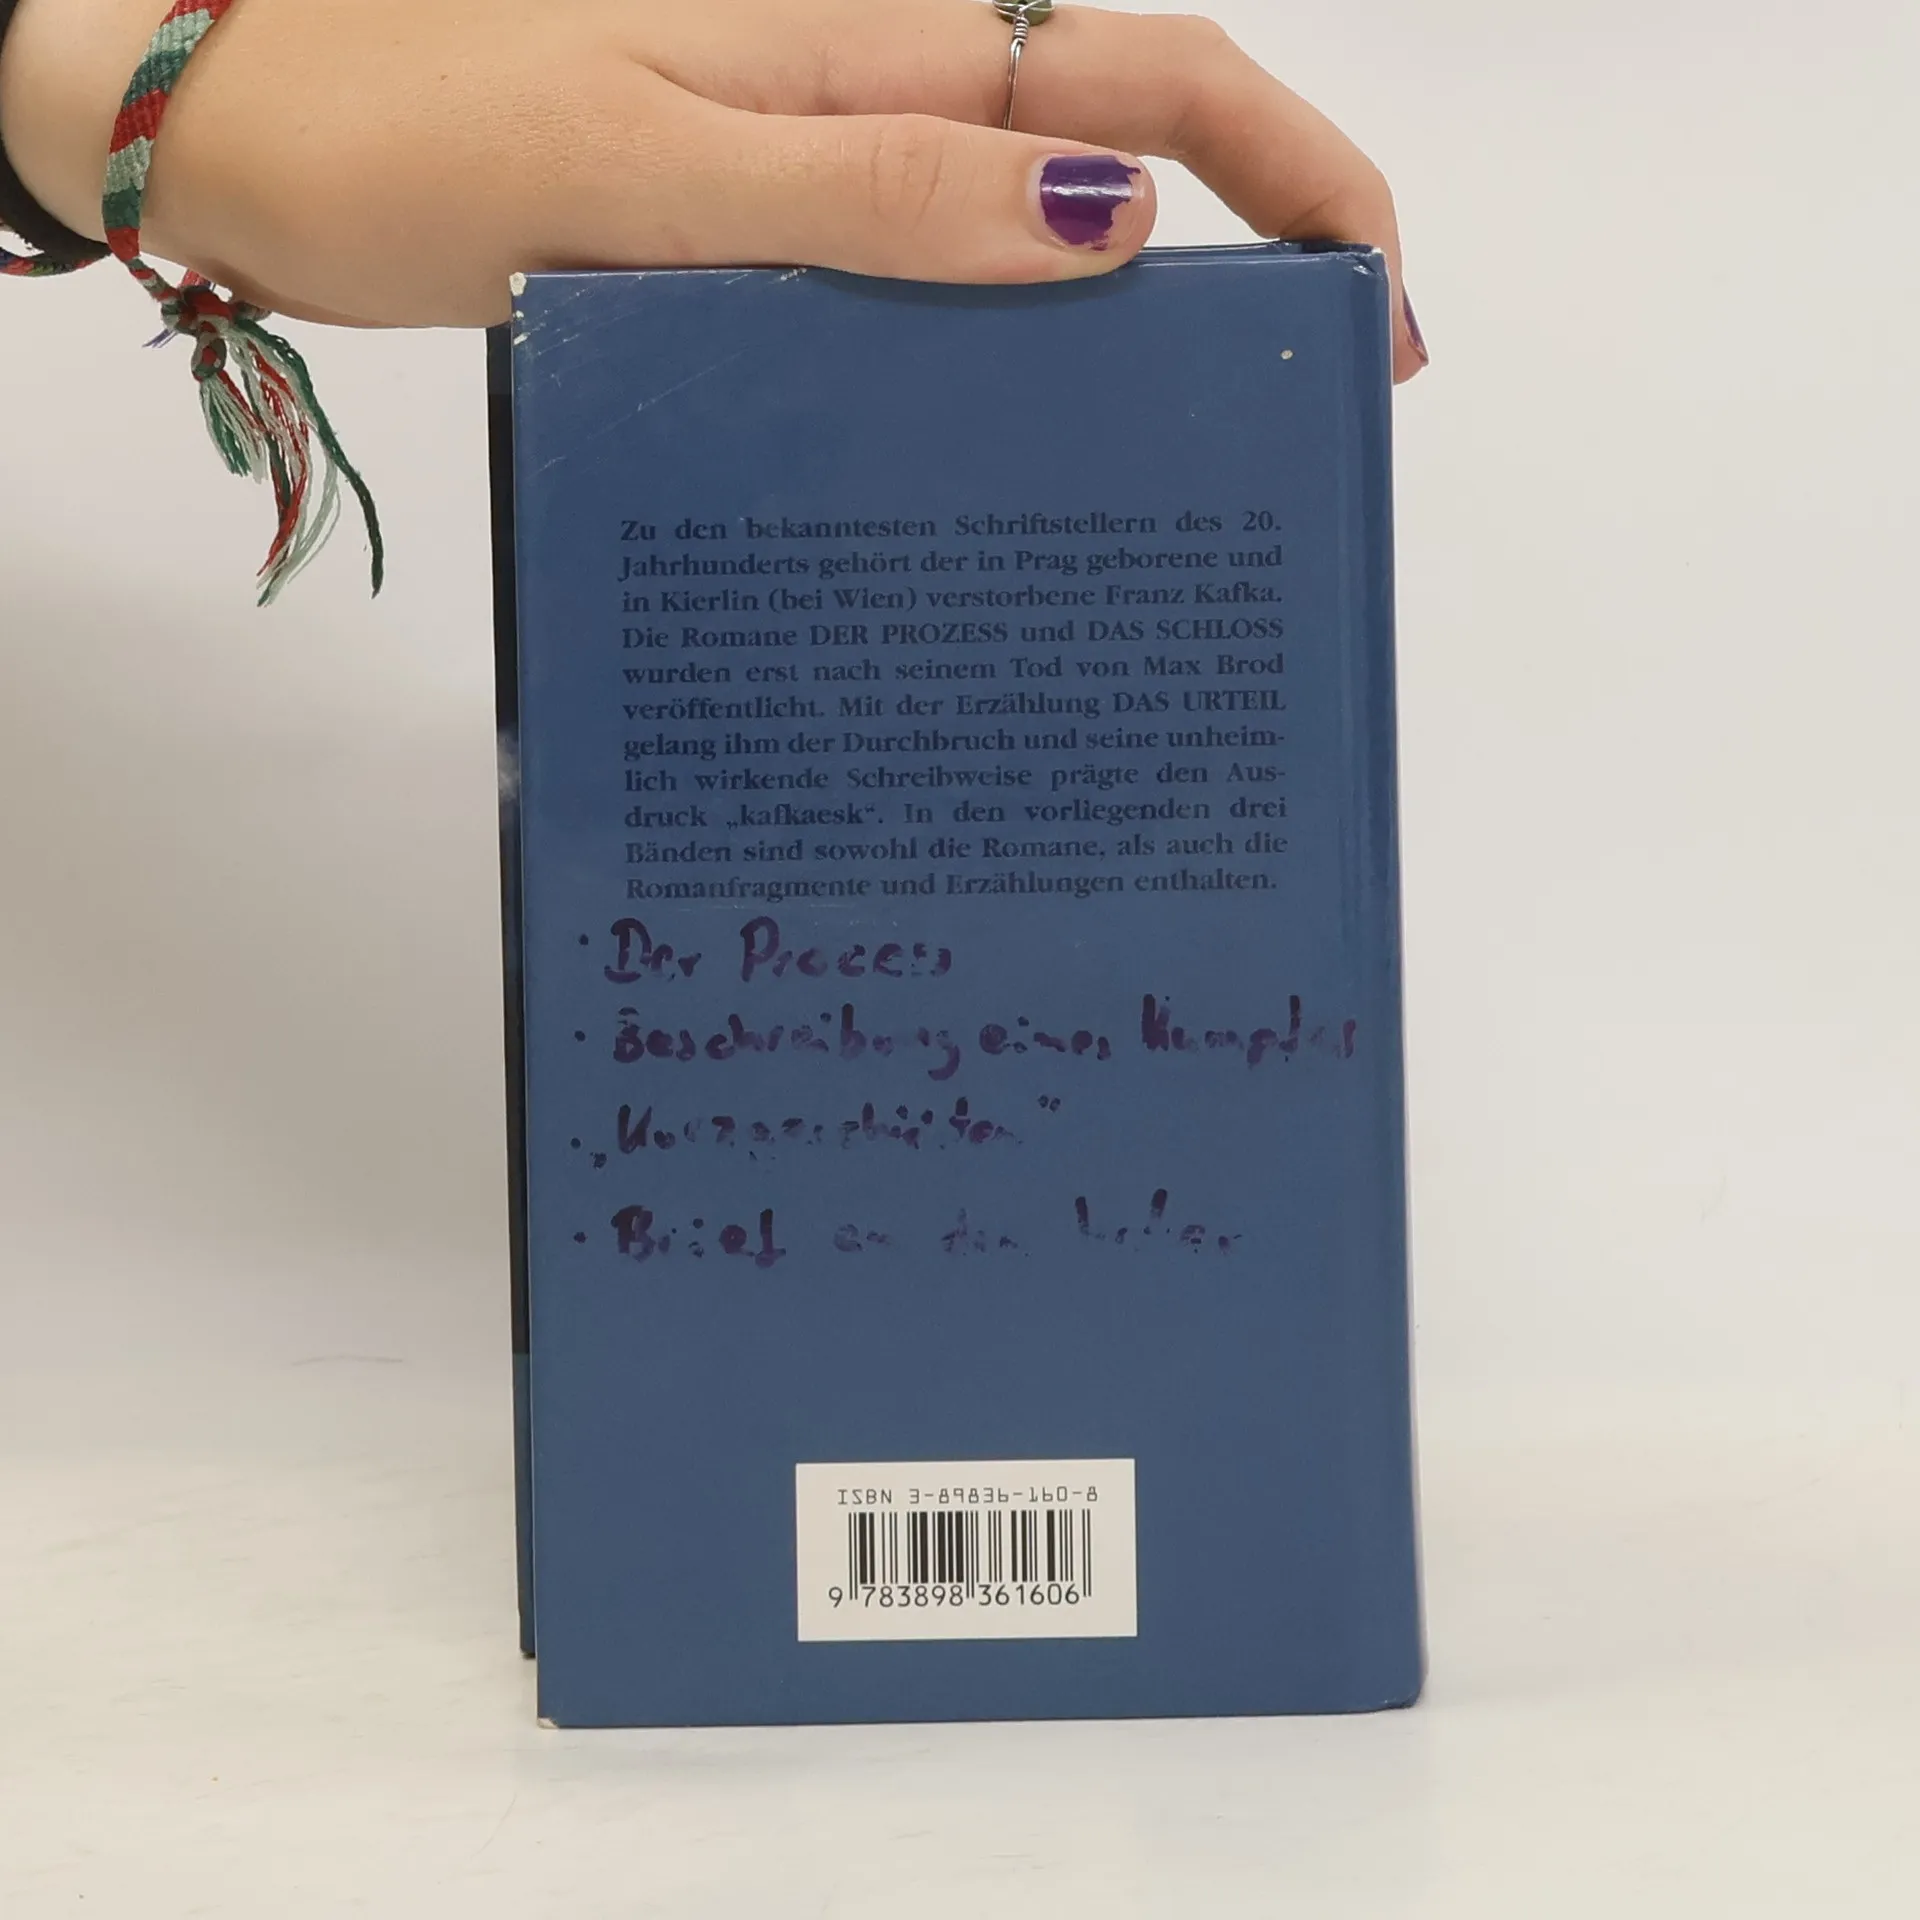 Zu den bekanntesten Schriftstellern des 20.
Jahrhunderts gehört der in Prag geborene und
in Kierlin (bei Wien) verstorbene Franz Kafka.
Die Romane DER PROZESS und DAS SCHLOSS
wurden erst nach seinem Tod von Max Brod
veröffentlicht. Mit der Erzählung DAS URTEIL
gelang ihm der Durchbruch und seine unheim-
lich wirkende Schreibweise prägte den Aus-
druck „kafkaesk“. In den vorliegenden drei
Bänden sind sowohl die Romane, als auch die
Romanfragmente und Erzählungen enthalten.
· Der Process
· Beschreibung eines Kampfes
· „Kurzgeschichten"
· Brief an den Vater
ISBN 3-89836-160-8
9 783898 361606